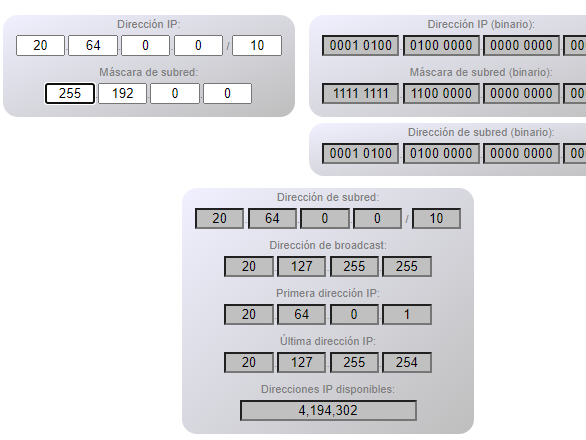 Dirección IP:
20 . 64 . 0 . 0 / 10
Máscara de subred:
255 . 192 . 0 . 0
Dirección IP (binario):
0001 0100 . 0100 0000 . 0000 0000 . 00
Máscara de subred (binario):
1111 1111 . 1100 0000 . 0000 0000 . 00
Dirección de subred (binario):
0001 0100 . 0100 0000 . 0000 0000 . 00
Dirección de subred:
20 . 64 . 0 . 0 / 10
Dirección de broadcast:
20 . 127 . 255 . 255
Primera dirección IP:
20 . 64 . 0 . 1
Última dirección IP:
20 . 127 . 255 . 254
Direcciones IP disponibles:
4,194,302